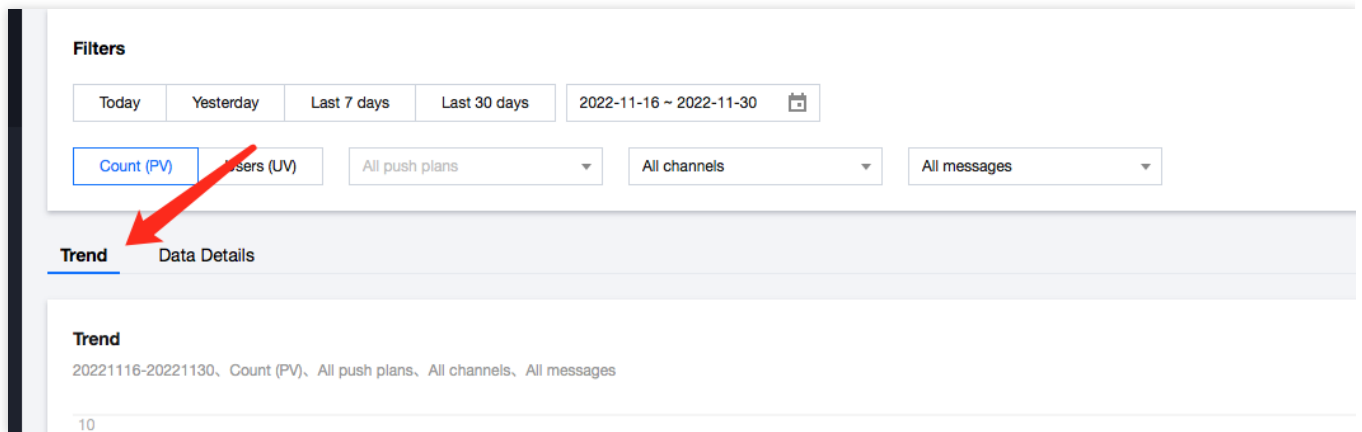 Filters
Today Yesterday Last 7 days Last 30 days 2022-11-16 ~ 2022-11-30
Count (PV) Users (UV) All push plans All channels All messages
Trend Data Details
Trend
20221116-20221130、Count (PV)、All push plans、All channels、All messages
10